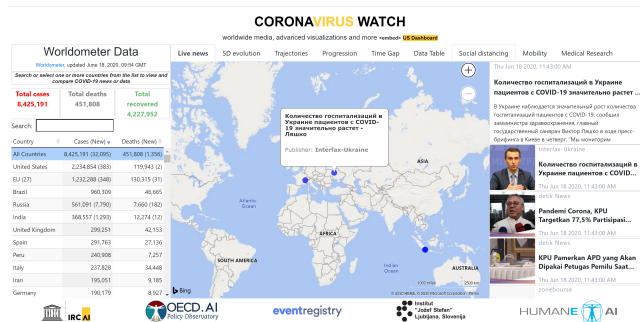 CORONAVIRUS WATCH
worldwide media, advanced visualizations and more <embed> US Dashboard
Worldometer Data
Worldometer, updated June 18, 2020, 09:54 GMT
Search or select one or more countries from the list to view and
compare COVID-19 news or data
Total cases
8,425,191
Total deaths
451,808
Total
recovered
4,227,952
Search:
Country Cases (New) Deaths (New)
All Countries 8,425,191 (32,095) 451,808 (1,356)
United States 2,234,854 (383) 119,943 (2)
EU (27) 1,232,288 (348) 130,315 (31)
Brazil 960,309 46,665
Russia 561,091 (7,790) 7,660 (182)
India 368,557 (1,293) 12,274 (12)
United Kingdom 299,251 42,153
Spain 291,763 27,136
Peru 240,908 7,257
Italy 237,828 34,448
Iran 195,051 9,185
Germany 190,179 8,927
Live news 5D evolution Trajectories Progression Time Gap Data Table Social distancing Mobility Medical Research
Количество госпитализаций в
Украине пациентов с COVID-
19 значительно растет –
Ляшко
Publisher: Interfax-Ukraine
ASIA
Atlantic
Ocean
AFRICA
SOUTH AMERICA
Indian
Ocean
AUSTRALIA
Bing
1000 miles 2500 km
Thu Jun 18 2020, 11:43:00 AM
Количество госпитализаций в Украине
пациентов с COVID-19 значительно растет ...
В Украине наблюдается значительный рост количества
госпитализаций пациентов с COVID-19, сообщил
замминистра здравоохранения, главный
государственный санврач Виктор Ляшко в ходе пресс-
брифинга в Киеве в четверг. "Мы мониторим
Interfax-Ukraine
Количество госпитализаций в
Украине пациентов с COVID...
Thu Jun 18 2020, 11:43:00 AM
detik News
Pandemi Corona, KPU
Targetkan 77,5% Partisipasi...
Thu Jun 18 2020, 11:43:00 AM
detik News
KPU Pamerkan APD yang Akan
Dipakai Petugas Pemilu Saat...
Thu Jun 18 2020, 11:43:00 AM
zonebourse
IRCAI
OECD.AI
Policy Observatory
eventregistry
Institut
"Jožef Stefan"
Ljubljana, Slovenija
HUMANE AI